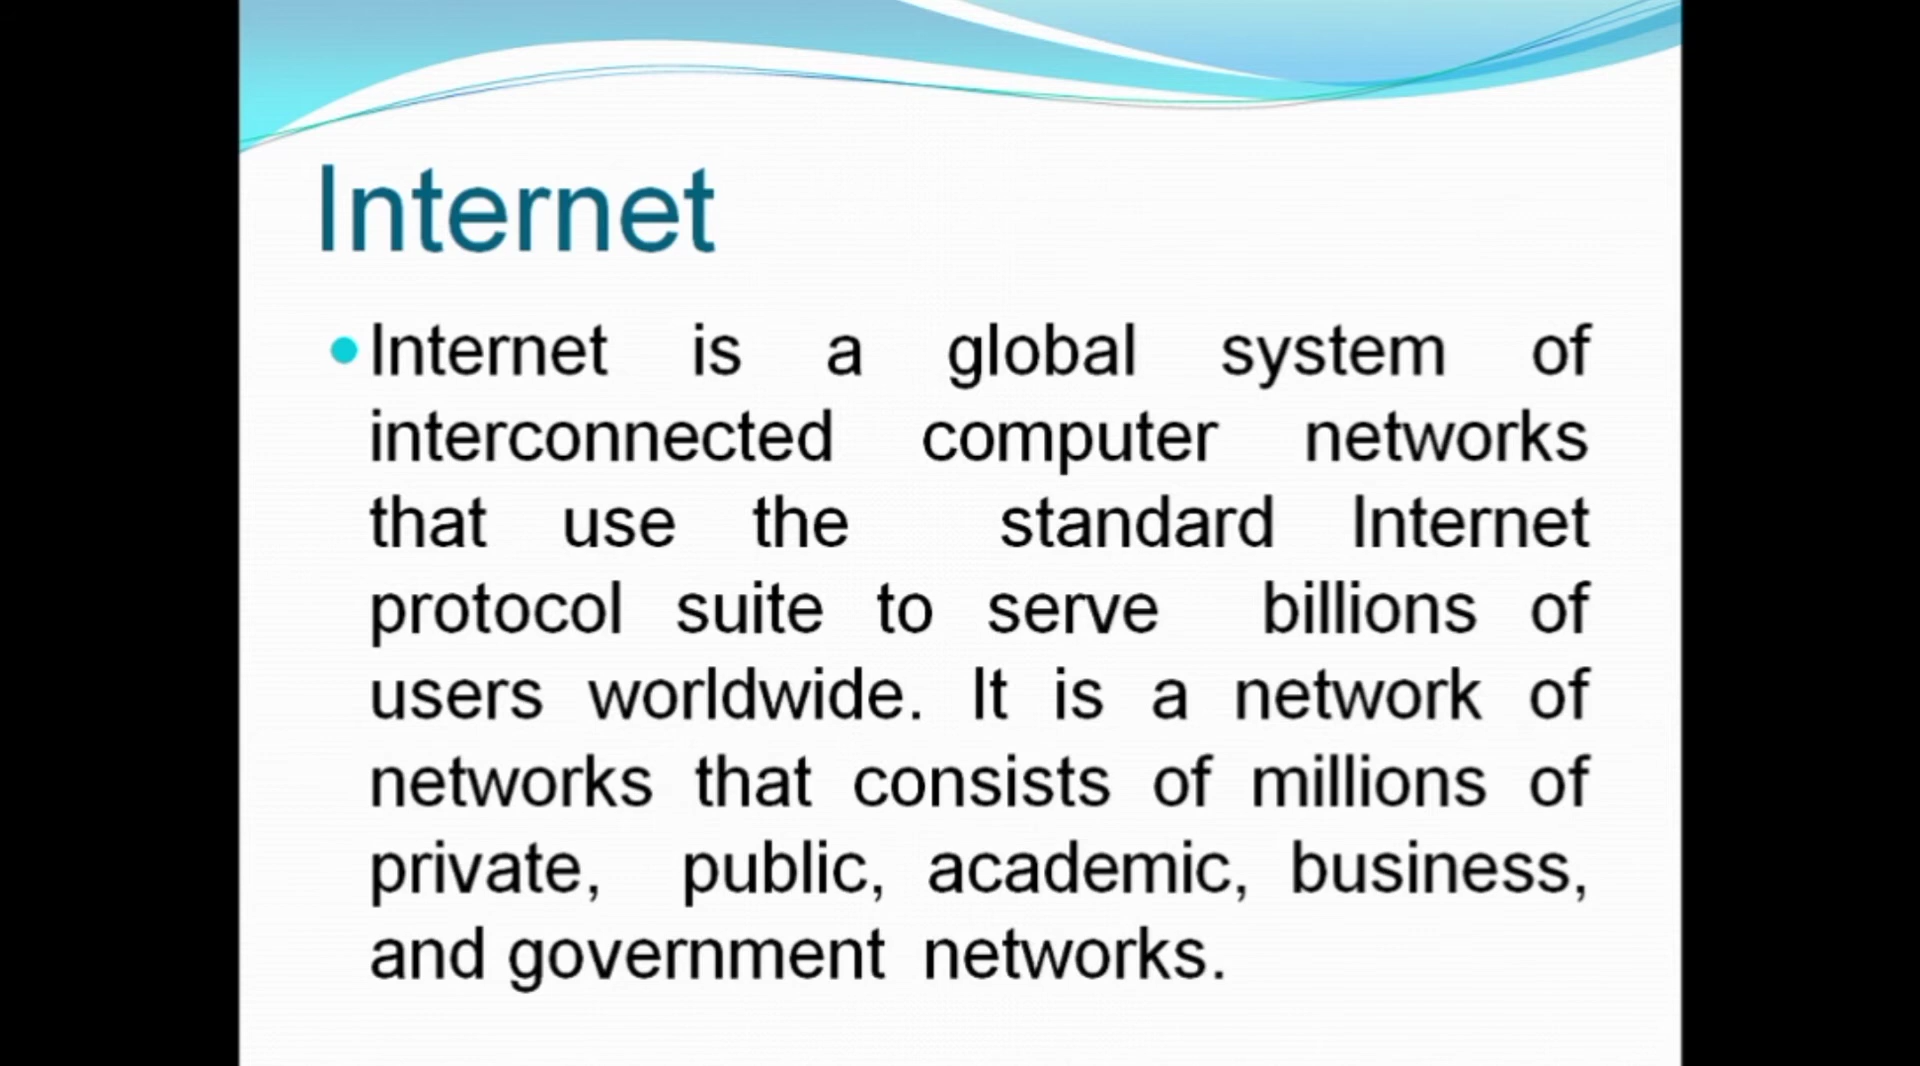 Internet
Internet is a global system of
interconnected computer networks
that use the standard Internet
protocol suite to serve billions of
users worldwide. It is a network of
networks that consists of millions of
private, public, academic, business,
and government networks.